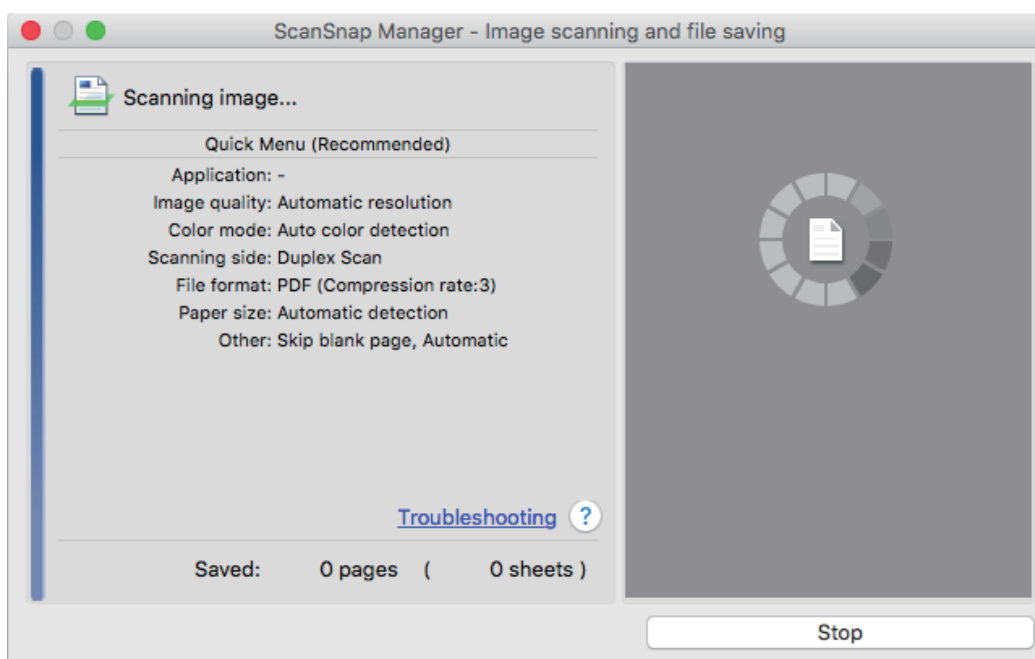 ScanSnap Manager - Image scanning and file saving
Scanning image...
Quick Menu (Recommended)
Application: -
Image quality: Automatic resolution
Color mode: Auto color detection
Scanning side: Duplex Scan
File format: PDF (Compression rate:3)
Paper size: Automatic detection
Other: Skip blank page, Automatic
Troubleshooting ?
Saved: 0 pages ( 0 sheets )
Stop